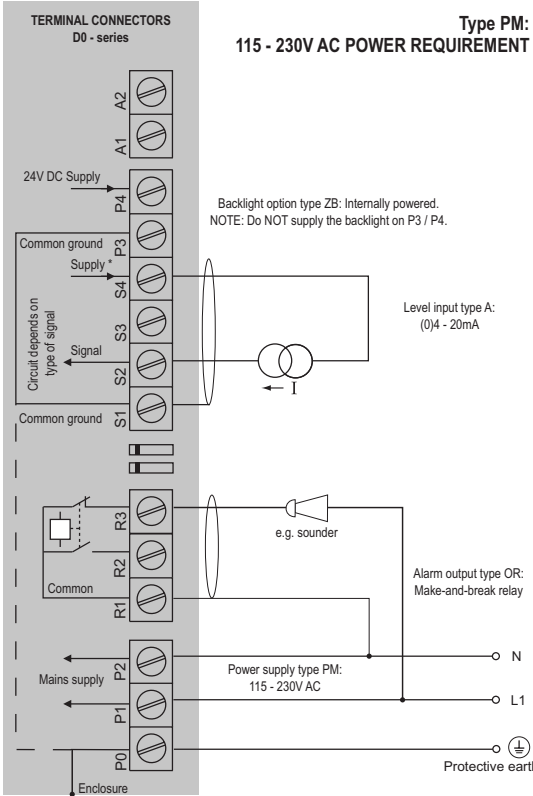 TERMINAL CONNECTORS
D0 - series
Type PM:
115 - 230V AC POWER REQUIREMENT
A2
A1
24V DC Supply
P4
Backlight option type ZB: Internally powered.
NOTE: Do NOT supply the backlight on P3 / P4.
Common ground
P3
Supply *
S4
Level input type A:
(0)4 - 20mA
Circuit depends on
type of signal
S3
Signal
S2
I
Common ground
S1
R3
e.g. sounder
R2
Alarm output type OR:
Make-and-break relay
Common
R1
P2
Power supply type PM:
115 - 230V AC
N
Mains supply
P1
L1
P0
Protective earth
Enclosure